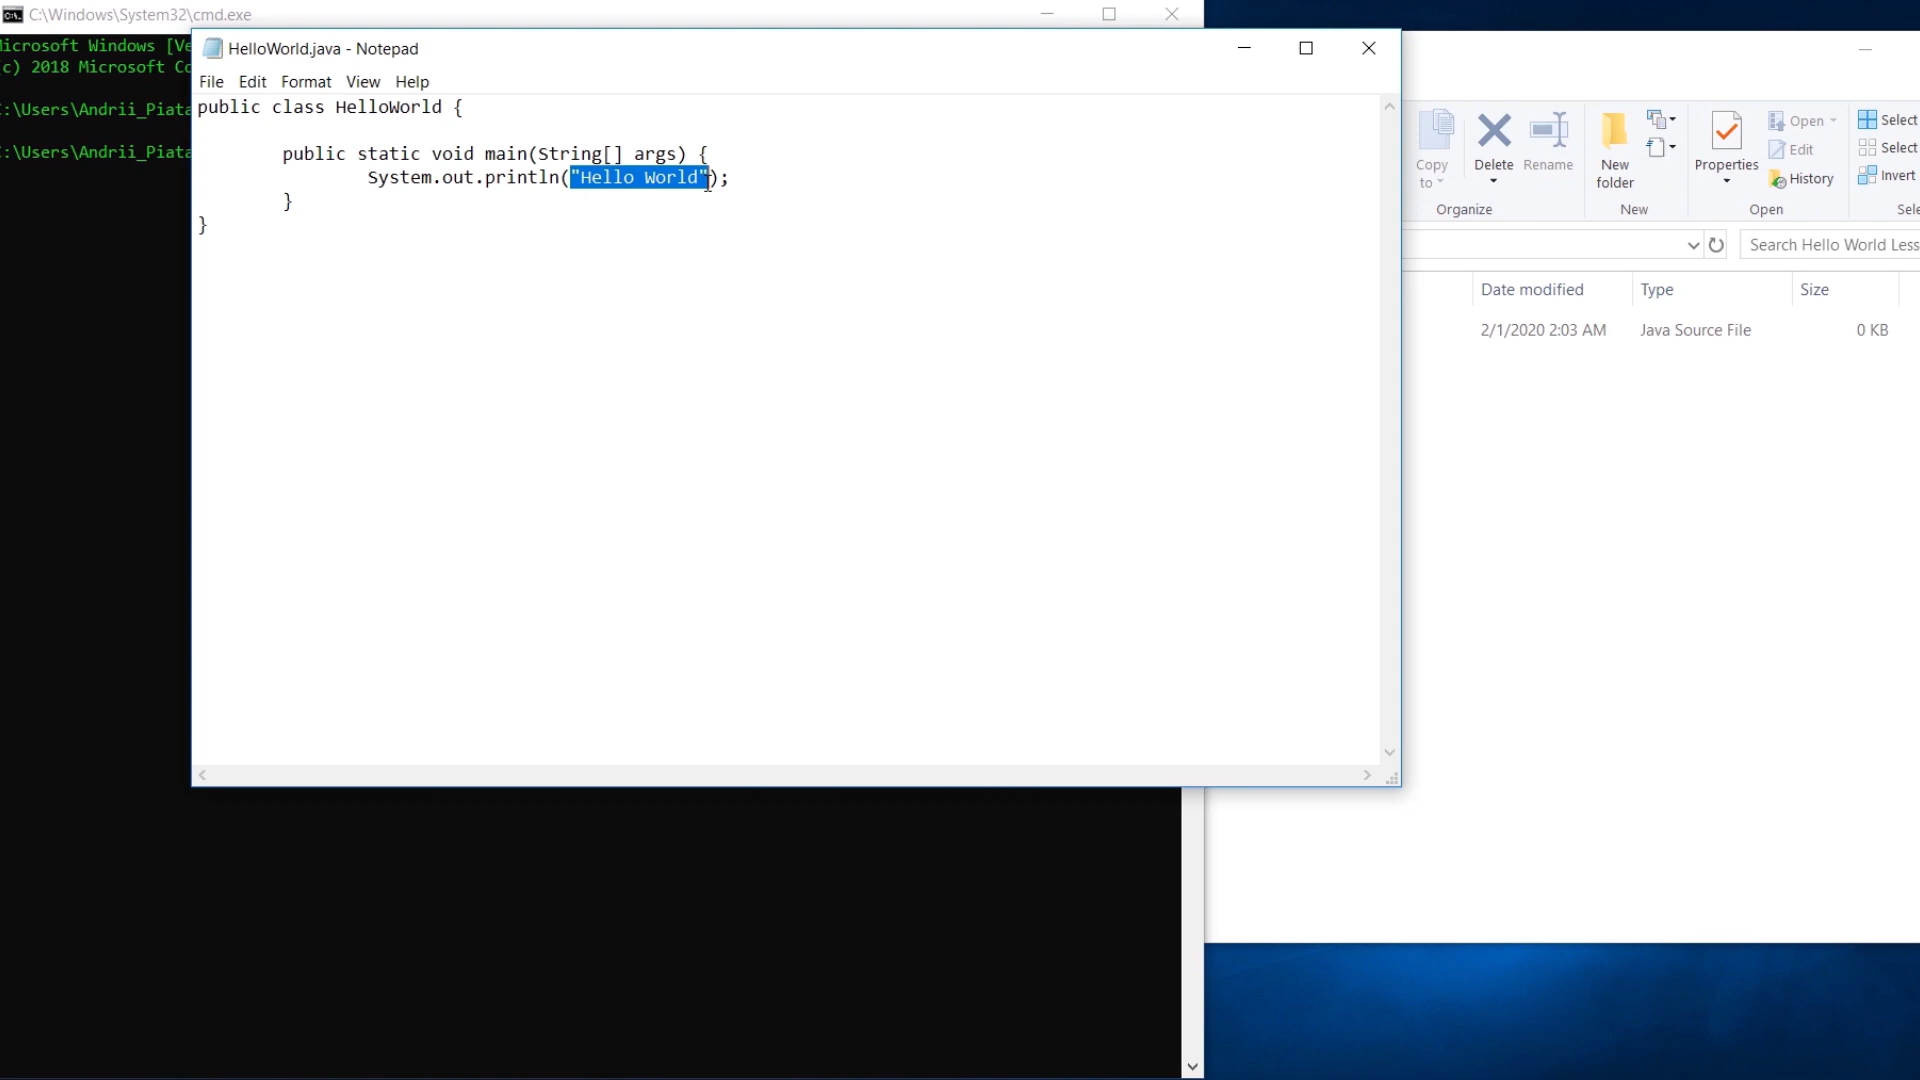 C:\Windows\System32\cmd.exe
Microsoft Windows [Ve
(c) 2018 Microsoft Co
C:\Users\Andrii_Piata
C:\Users\Andrii_Piata
HelloWorld.java - Notepad
File Edit Format View Help
public class HelloWorld {
public static void main(String[] args) {
System.out.println("Hello World");
}
}
Copy to
Delete
Rename
New folder
Properties
Open
Edit
History
Select
Select
Invert
Organize
New
Open
Sele
Search Hello World Less
Date modified Type Size
2/1/2020 2:03 AM Java Source File 0 KB